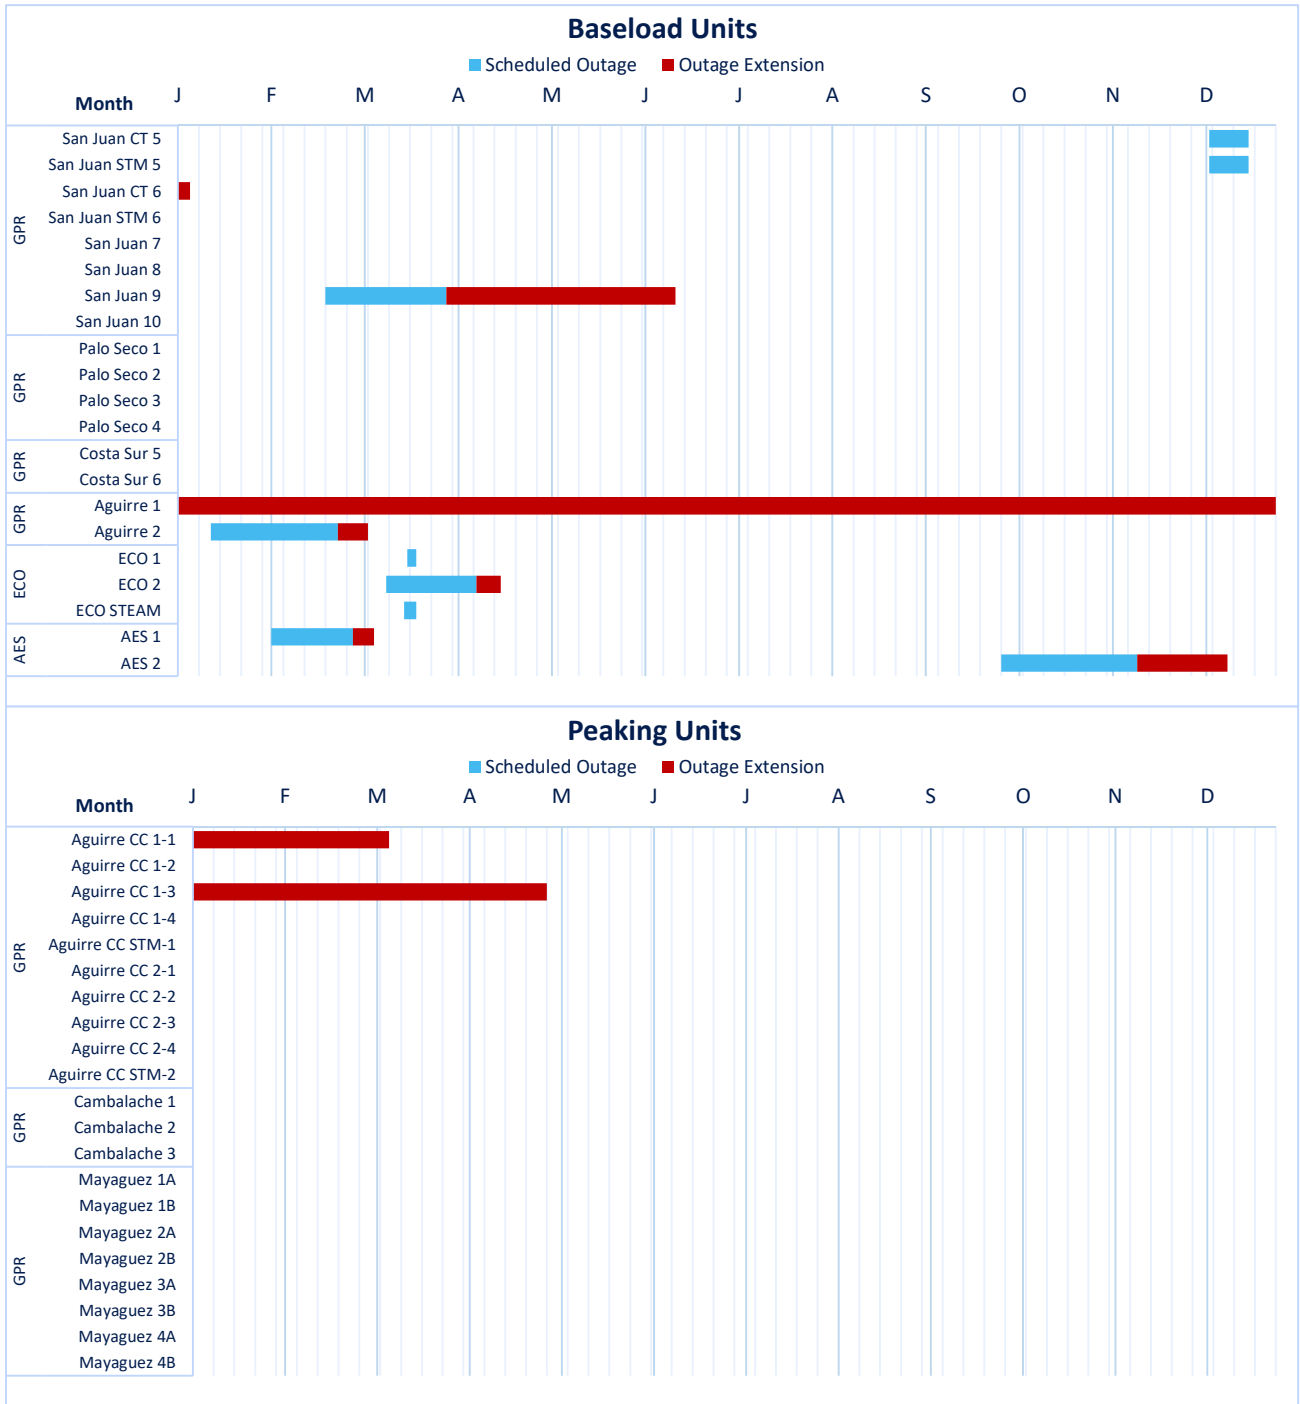 Baseload Units
Scheduled Outage Outage Extension
Month J F M A M J J A S O N D
GPR
San Juan CT 5
San Juan STM 5
San Juan CT 6
San Juan STM 6
San Juan 7
San Juan 8
San Juan 9
San Juan 10
GPR
Palo Seco 1
Palo Seco 2
Palo Seco 3
Palo Seco 4
GPR
Costa Sur 5
Costa Sur 6
GPR
Aguirre 1
Aguirre 2
ECO
ECO 1
ECO 2
ECO STEAM
AES
AES 1
AES 2
Peaking Units
Scheduled Outage Outage Extension
Month J F M A M J J A S O N D
GPR
Aguirre CC 1-1
Aguirre CC 1-2
Aguirre CC 1-3
Aguirre CC 1-4
Aguirre CC STM-1
Aguirre CC 2-1
Aguirre CC 2-2
Aguirre CC 2-3
Aguirre CC 2-4
Aguirre CC STM-2
GPR
Cambalache 1
Cambalache 2
Cambalache 3
GPR
Mayaguez 1A
Mayaguez 1B
Mayaguez 2A
Mayaguez 2B
Mayaguez 3A
Mayaguez 3B
Mayaguez 4A
Mayaguez 4B